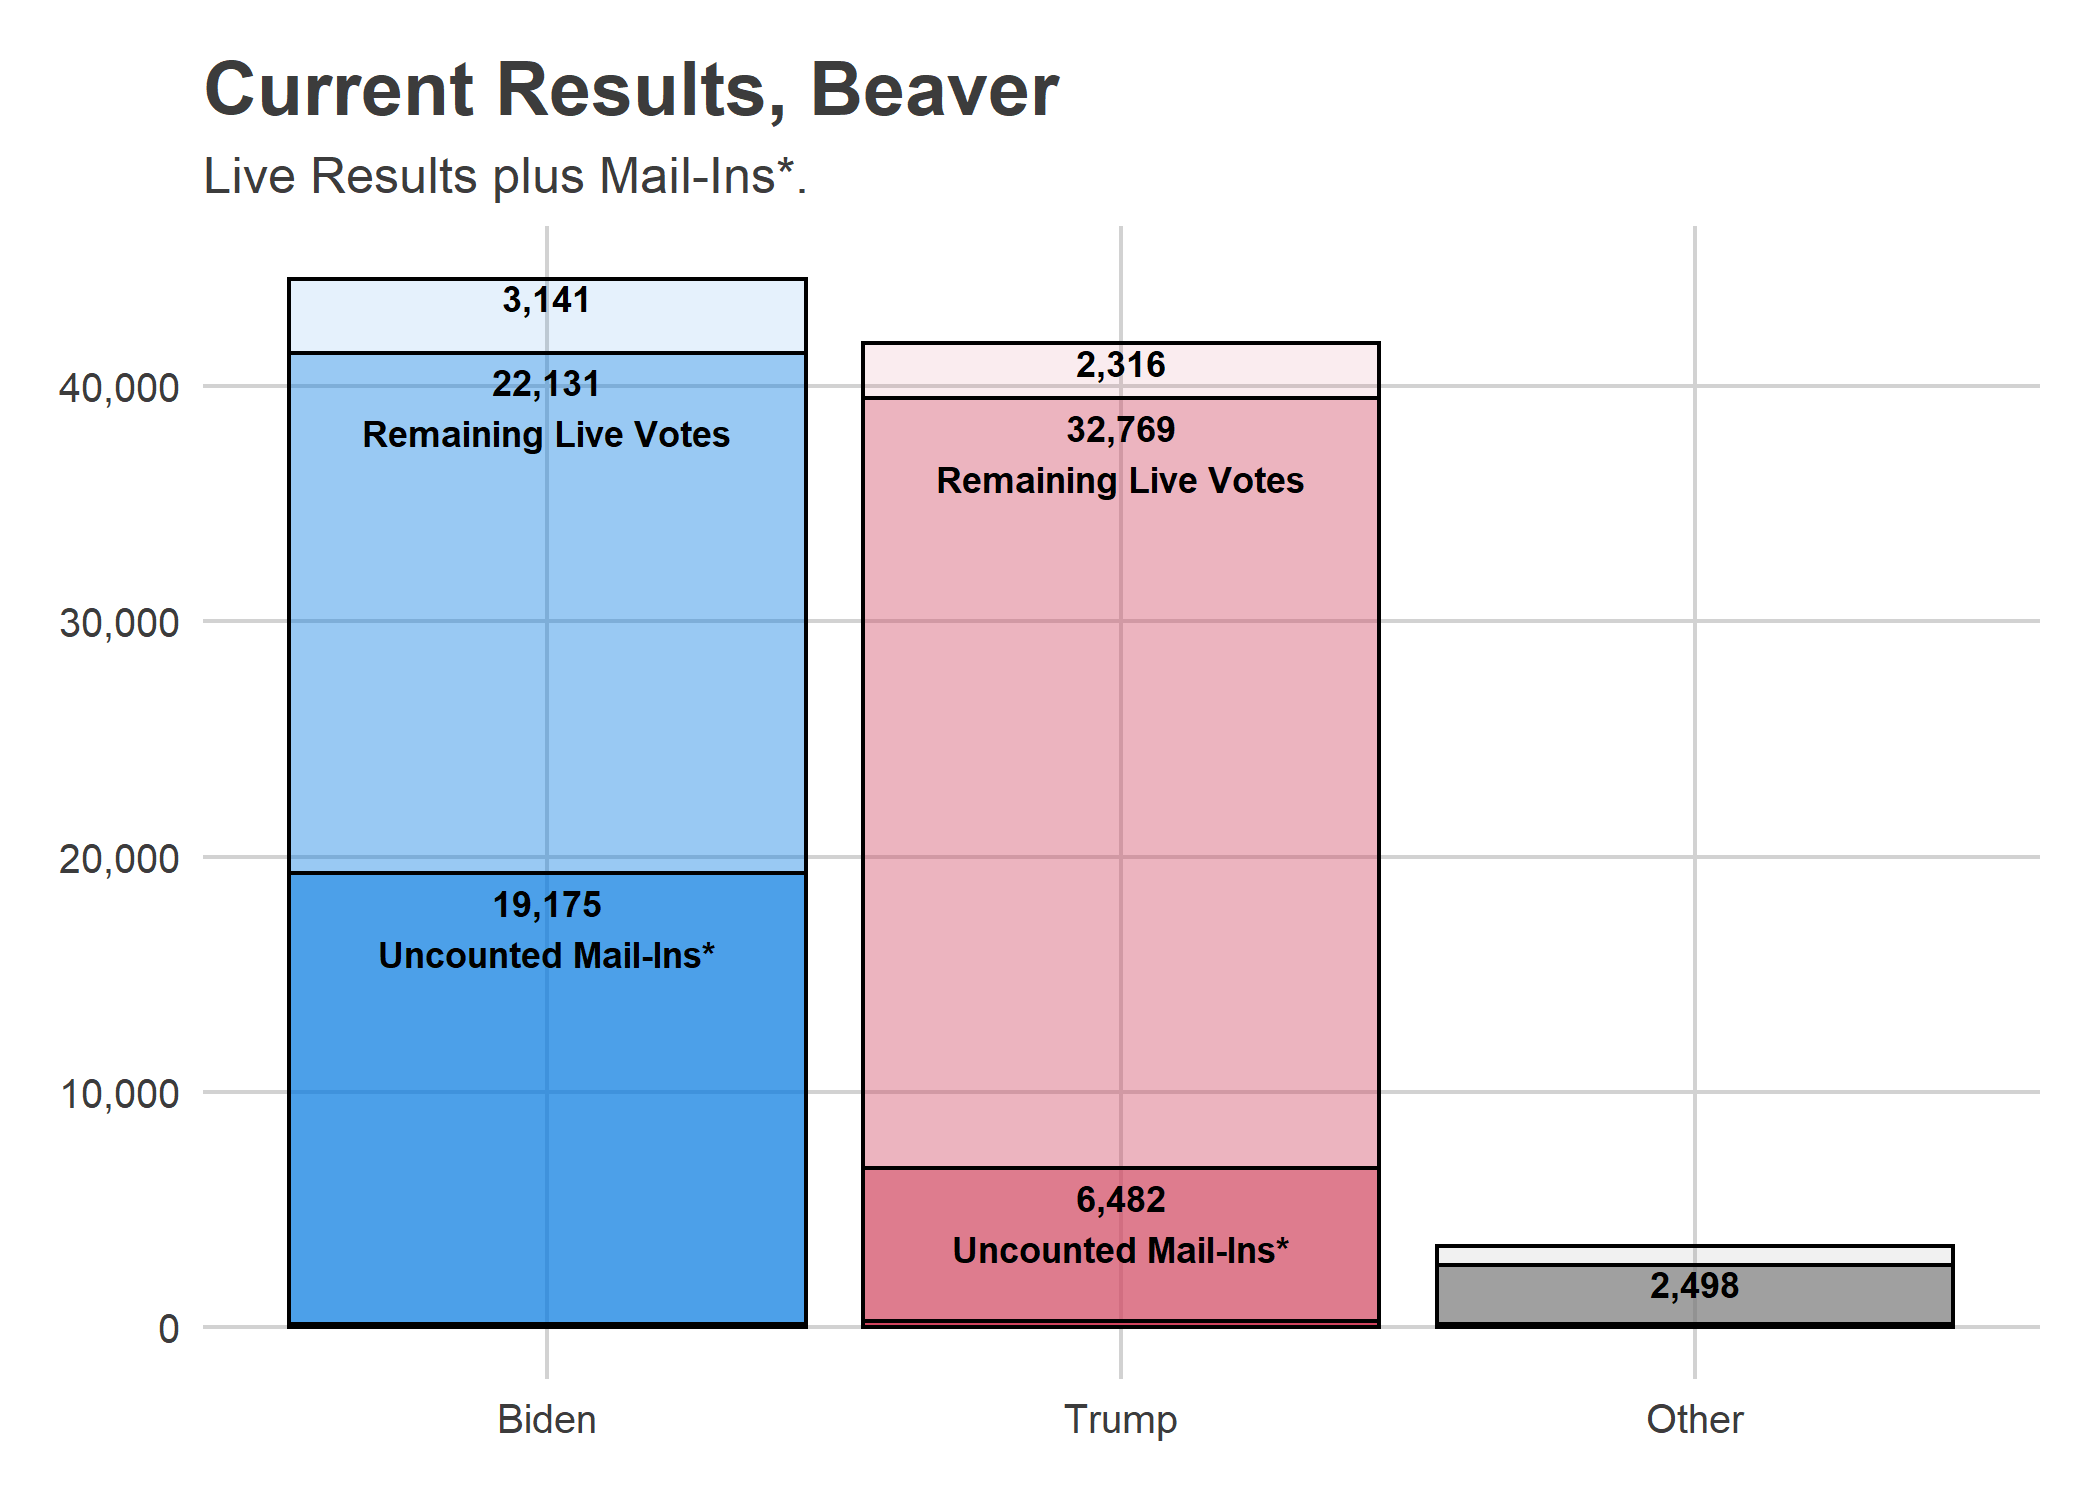 Current Results, Beaver
Live Results plus Mail-Ins*.
3,141
22,131
Remaining Live Votes
19,175
Uncounted Mail-Ins*
2,316
32,769
Remaining Live Votes
6,482
Uncounted Mail-Ins*
2,498
40,000
30,000
20,000
10,000
0
Biden
Trump
Other